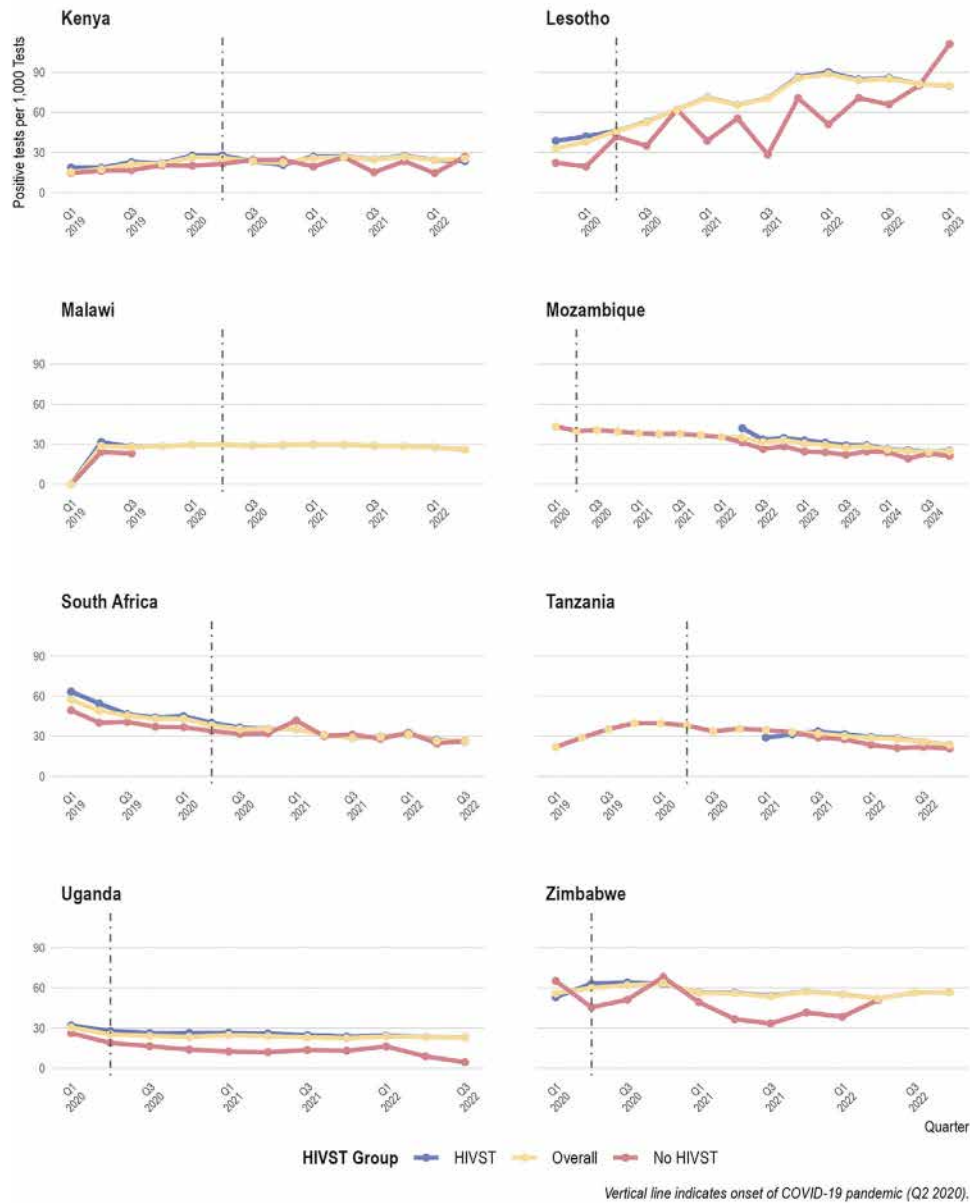 Kenya
Lesotho
Positive tests per 1,000 Tests
90
60
30
0
Q1 2019
Q3 2019
Q1 2020
Q3 2020
Q1 2021
Q3 2021
Q1 2022
Q1 2020
Q3 2020
Q1 2021
Q3 2021
Q1 2022
Q3 2022
Q1 2023
Malawi
Mozambique
90
60
30
0
Q1 2019
Q3 2019
Q1 2020
Q3 2020
Q1 2021
Q3 2021
Q1 2022
Q1 2020
Q3 2020
Q1 2021
Q3 2021
Q1 2022
Q3 2022
Q1 2023
Q3 2023
Q1 2024
Q3 2024
South Africa
Tanzania
90
60
30
0
Q1 2019
Q3 2019
Q1 2020
Q3 2020
Q1 2021
Q3 2021
Q1 2022
Q3 2022
Q1 2019
Q3 2019
Q1 2020
Q3 2020
Q1 2021
Q3 2021
Q1 2022
Q3 2022
Uganda
Zimbabwe
90
60
30
0
Q1 2020
Q3 2020
Q1 2021
Q3 2021
Q1 2022
Q3 2022
Q1 2020
Q3 2020
Q1 2021
Q3 2021
Q1 2022
Q3 2022
Quarter
HIVST Group HIVST Overall No HIVST
Vertical line indicates onset of COVID-19 pandemic (Q2 2020).